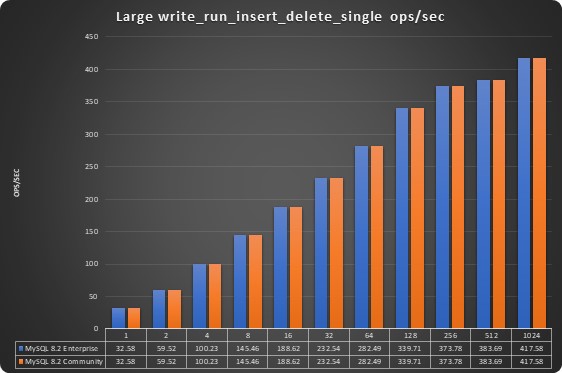 Large write_run_insert_delete_single ops/sec
450
400
350
300
250
200
150
100
50
0
OPS/SEC
1 2 4 8 16 32 64 128 256 512 1024
MySQL 8.2 Enterprise 32.58 59.52 100.23 145.46 188.62 232.54 282.49 339.71 373.78 383.69 417.58
MySQL 8.2 Community 32.58 59.52 100.23 145.46 188.62 232.54 282.49 339.71 373.78 383.69 417.58